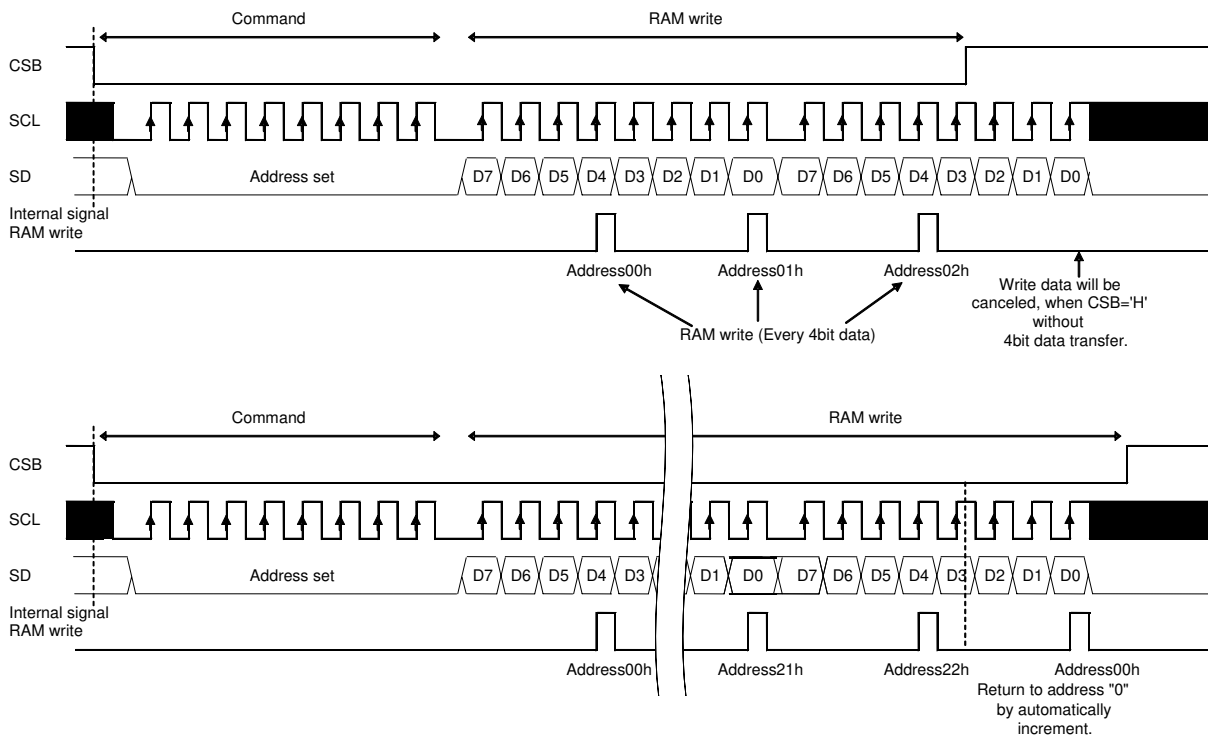 Command RAM write
CSB
SCL
SD Address set D7 D6 D5 D4 D3 D2 D1 D0 D7 D6 D5 D4 D3 D2 D1 D0
Internal signal
RAM write
Address00h Address01h Address02h
Write data will be
canceled, when CSB='H'
without
4bit data transfer.
RAM write (Every 4bit data)
Command RAM write
CSB
SCL
SD Address set D7 D6 D5 D4 D3 D1 D0 D7 D6 D5 D4 D3 D2 D1 D0
Internal signal
RAM write
Address00h Address21h Address22h Address00h
Return to address "0"
by automatically
increment.